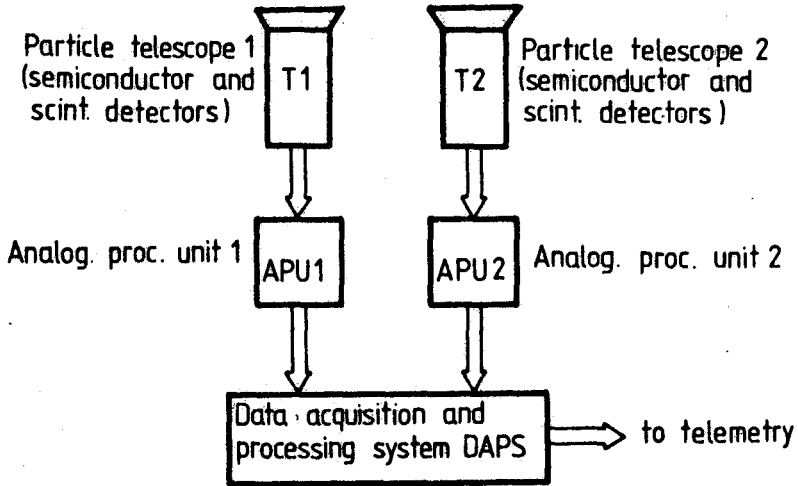 Particle telescope 1
(semiconductor and
scint. detectors)
T1
T2
Particle telescope 2
(semiconductor and
scint. detectors)
Analog. proc. unit 1
APU1
APU2
Analog. proc. unit 2
Data acquisition and
processing system DAPS
to telemetry